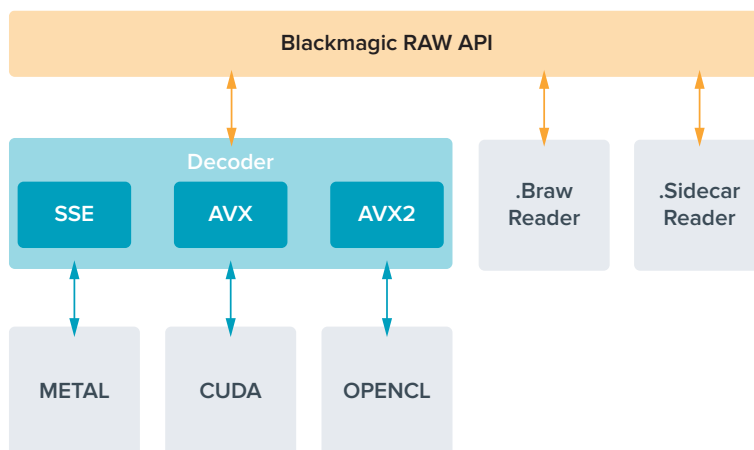 Blackmagic RAW API
Decoder
SSE
AVX
AVX2
.Braw
Reader
.Sidecar
Reader
METAL
CUDA
OPENCL